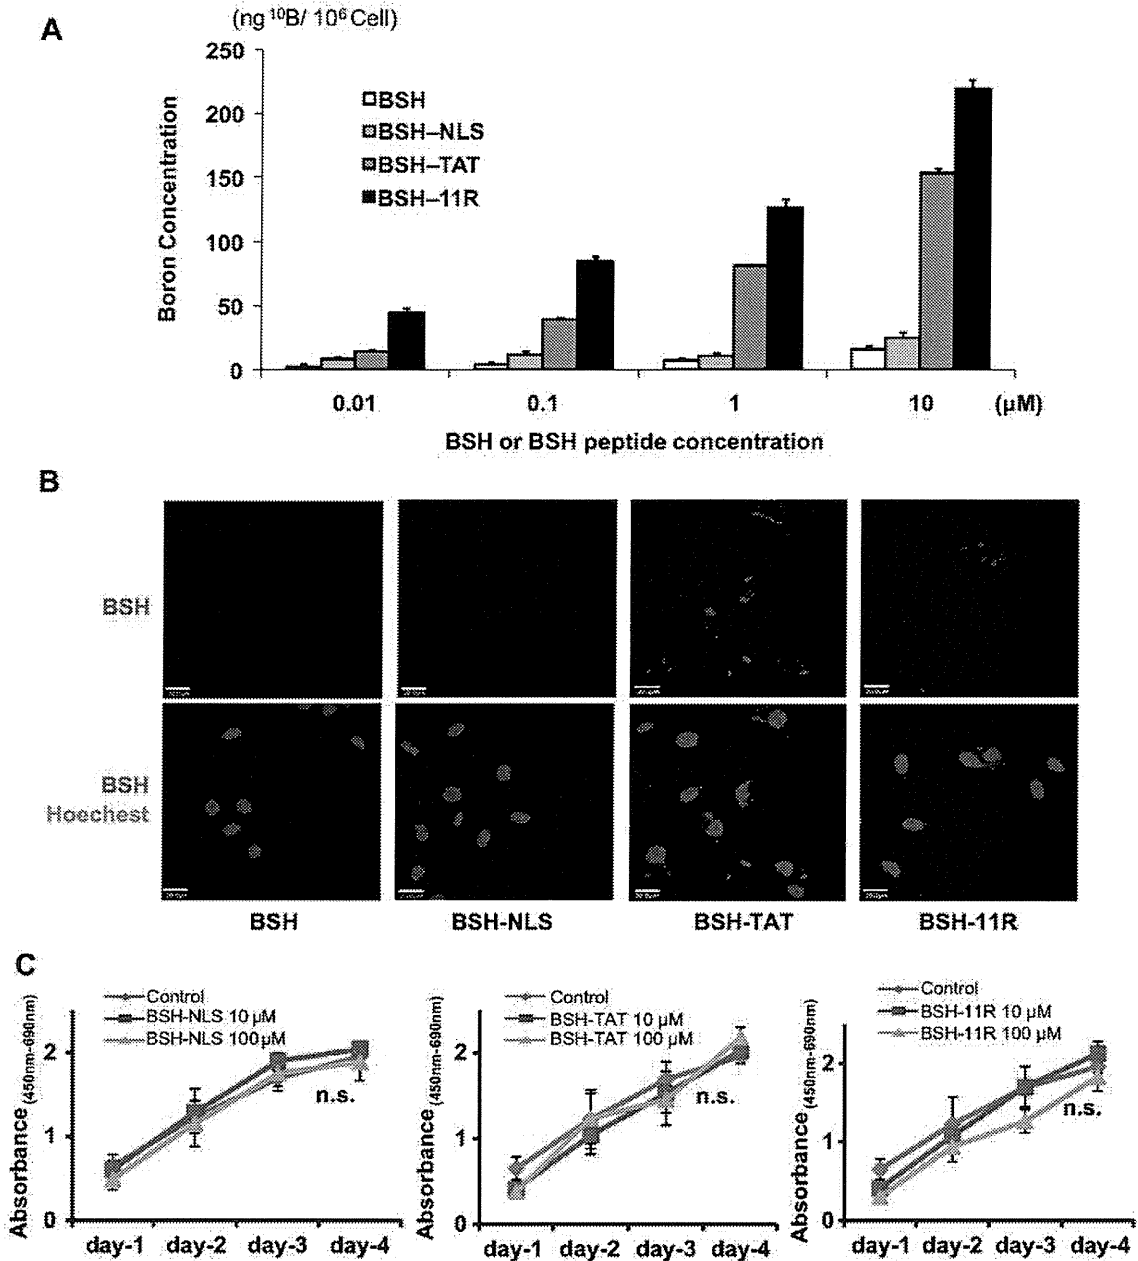 A
(ng ¹⁰B/ 10⁶ Cell)
250
200
150
100
50
0
Boron Concentration
BSH
BSH–NLS
BSH–TAT
BSH–11R
0.01
0.1
1
10
(µM)
BSH or BSH peptide concentration
B
BSH
BSH
Hoechest
BSH
BSH-NLS
BSH-TAT
BSH-11R
C
Absorbance(450nm-690nm)
2
1
0
Control
BSH-NLS 10 µM
BSH-NLS 100 µM
n.s.
day-1 day-2 day-3 day-4
Absorbance(450nm-690nm)
2
1
0
Control
BSH-TAT 10 µM
BSH-TAT 100 µM
n.s.
day-1 day-2 day-3 day-4
Absorbance(450nm-690nm)
2
1
0
Control
BSH-11R 10 µM
BSH-11R 100 µM
n.s.
day-1 day-2 day-3 day-4